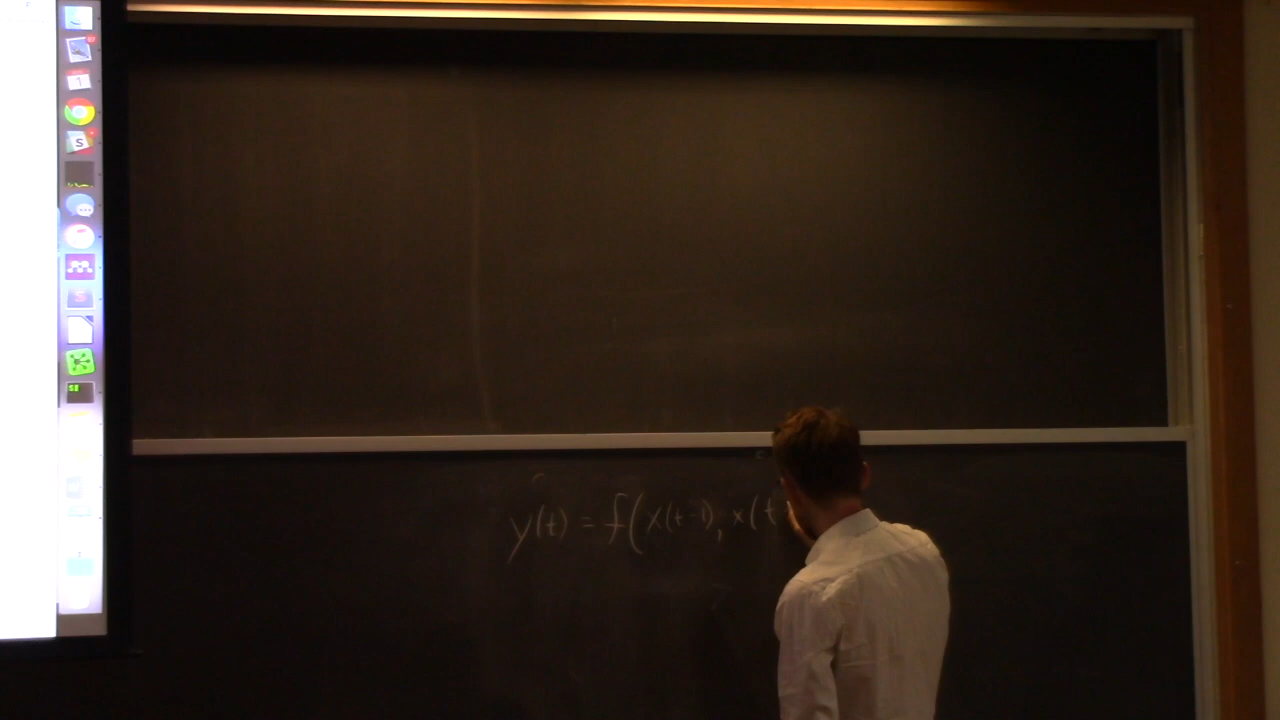 y(t) = f(x(t-1), x(t